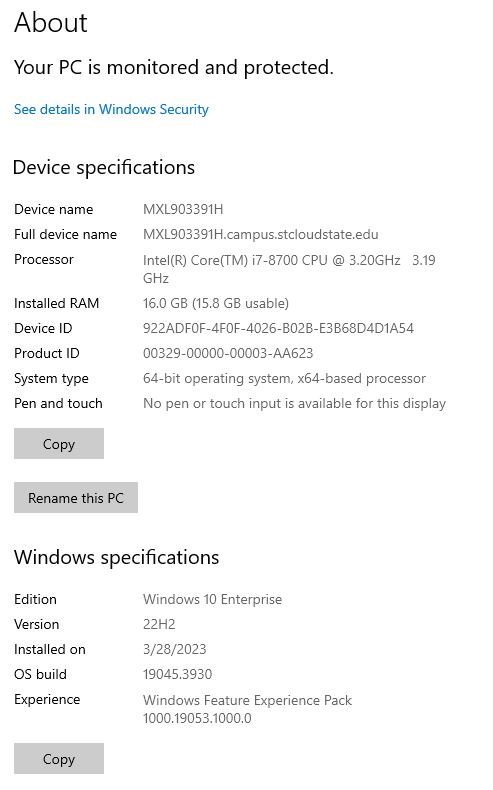 About
Your PC is monitored and protected.
See details in Windows Security
Device specifications
Device name MXL903391H
Full device name MXL903391H.campus.stcloudstate.edu
Processor Intel(R) Core(TM) i7-8700 CPU @ 3.20GHz 3.19
GHz
Installed RAM 16.0 GB (15.8 GB usable)
Device ID 922ADF0F-4F0F-4026-B02B-E3B68D4D1A54
Product ID 00329-00000-00003-AA623
System type 64-bit operating system, x64-based processor
Pen and touch No pen or touch input is available for this display
Copy
Rename this PC
Windows specifications
Edition Windows 10 Enterprise
Version 22H2
Installed on 3/28/2023
OS build 19045.3930
Experience Windows Feature Experience Pack
1000.19053.1000.0
Copy